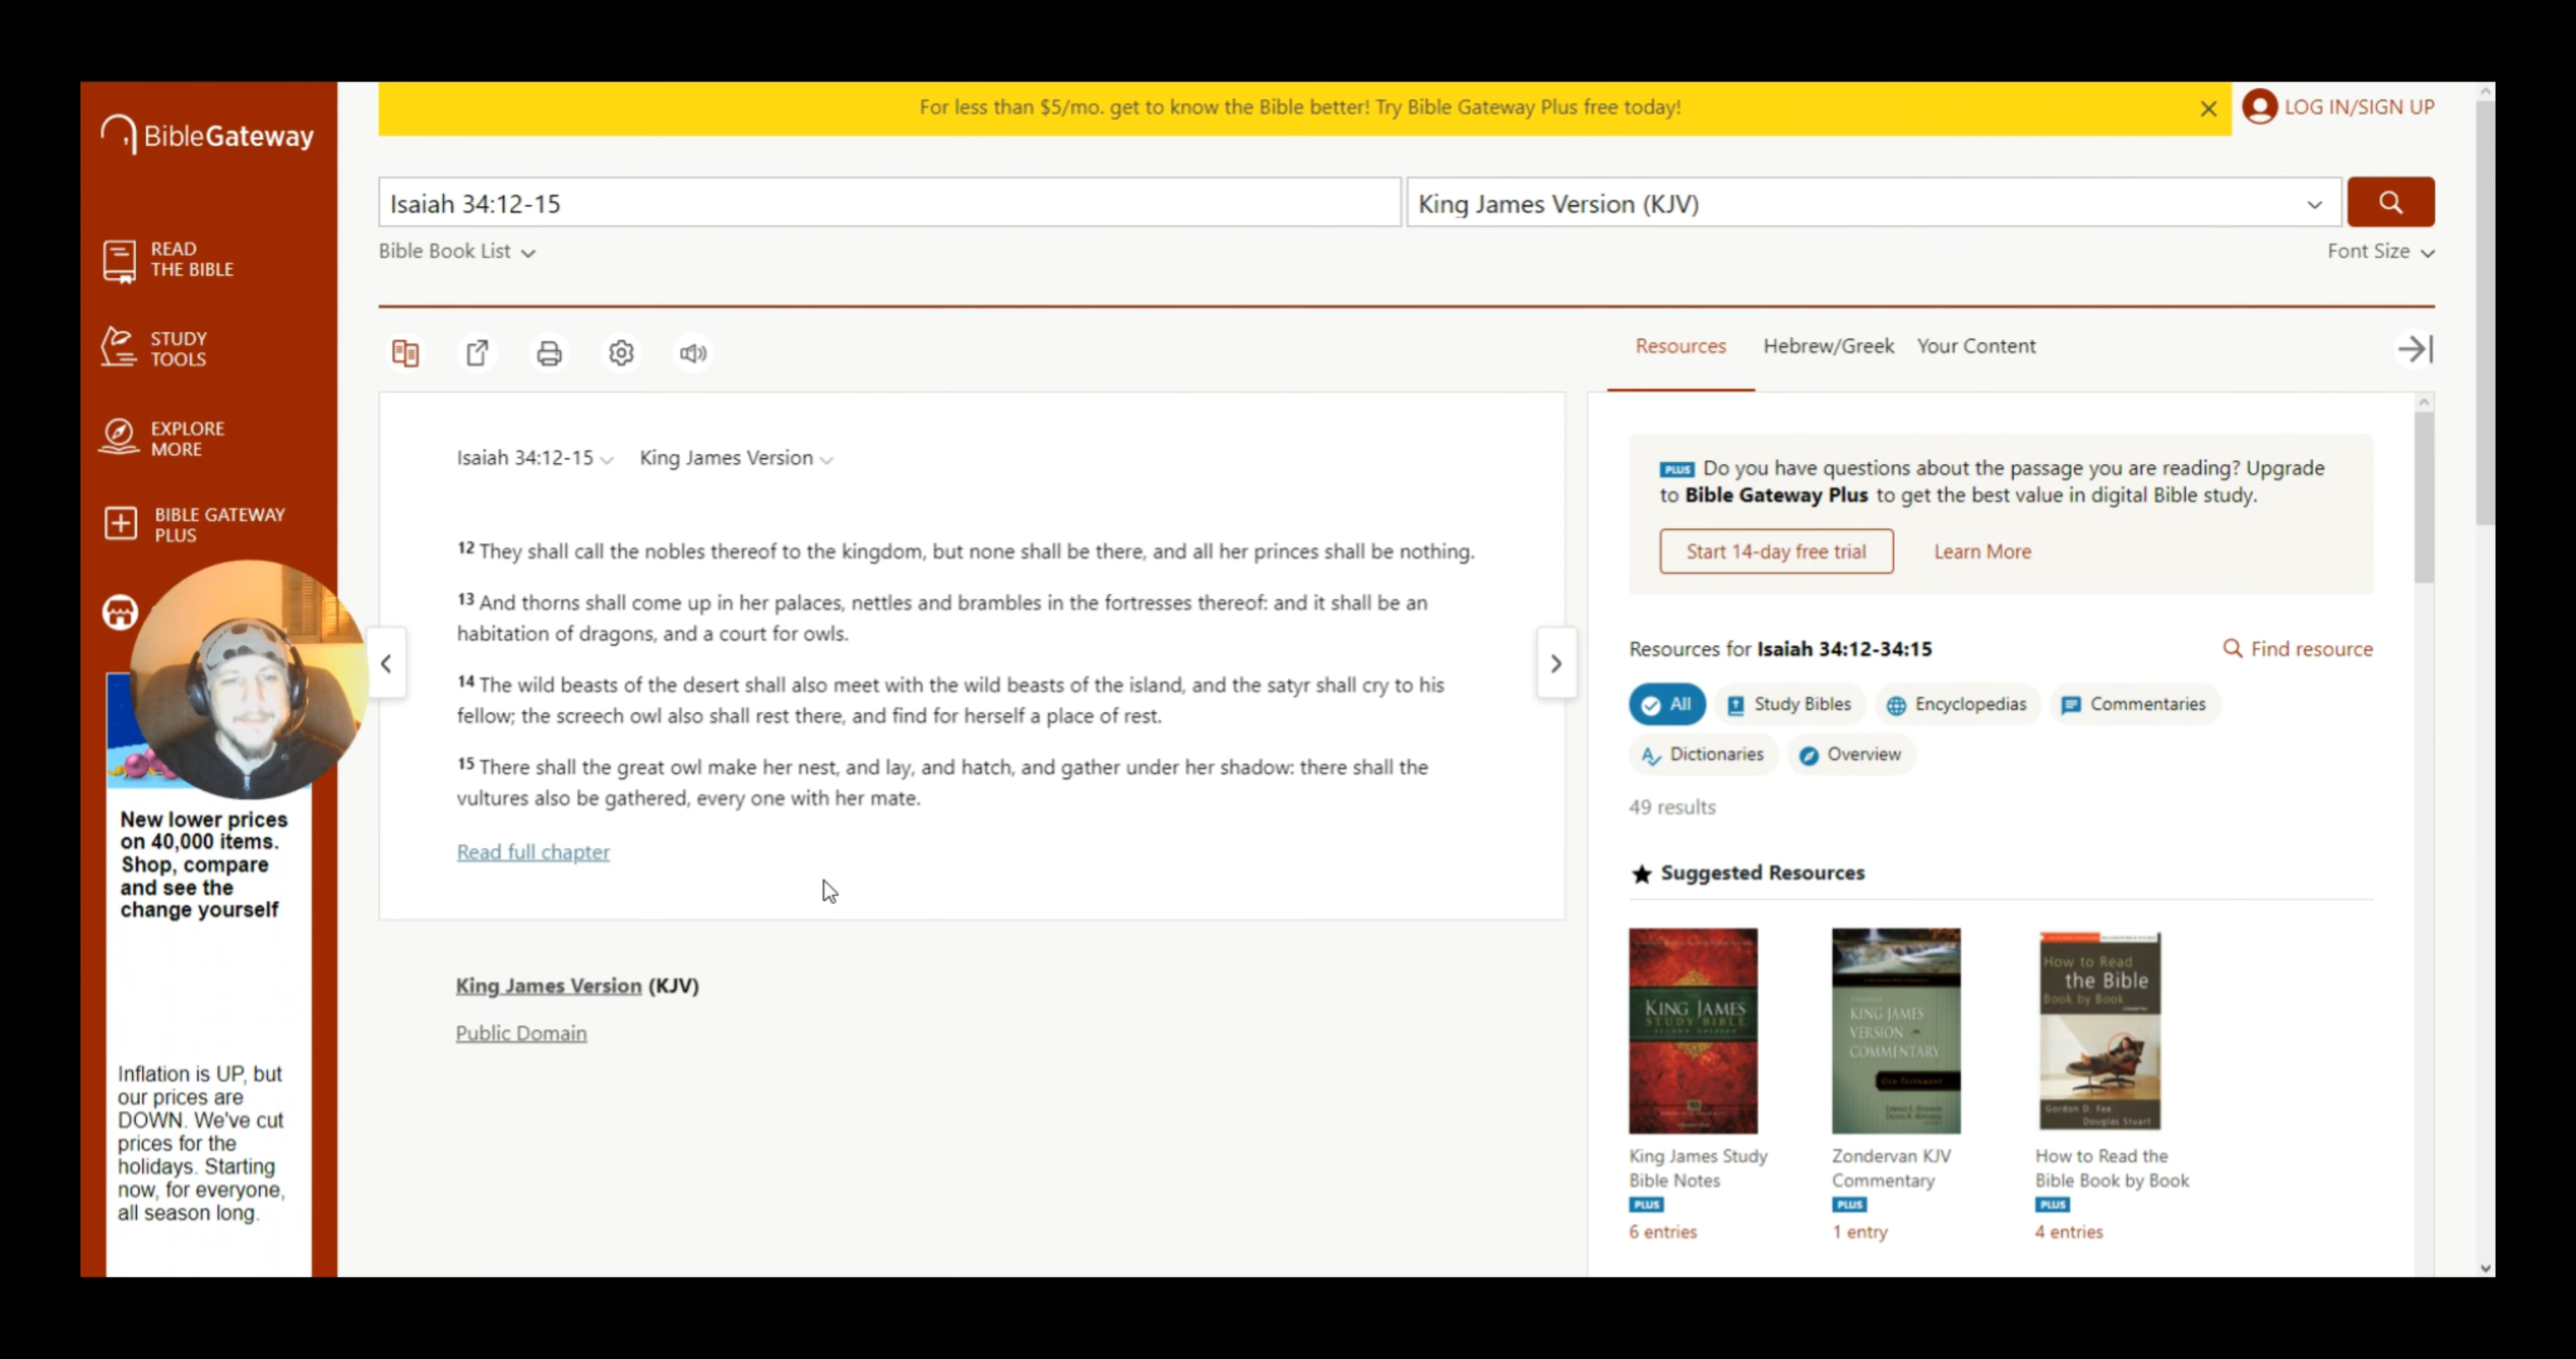 BibleGateway
For less than $5/mo. get to know the Bible better! Try Bible Gateway Plus free today!
LOG IN/SIGN UP
Isaiah 34:12-15
King James Version (KJV)
Bible Book List
Font Size
READ
THE BIBLE
STUDY
TOOLS
EXPLORE
MORE
BIBLE GATEWAY
PLUS
New lower prices
on 40,000 items.
Shop, compare
and see the
change yourself
Inflation is UP, but
our prices are
DOWN. We've cut
prices for the
holidays. Starting
now, for everyone,
all season long.
Isaiah 34:12-15 King James Version
12 They shall call the nobles thereof to the kingdom, but none shall be there, and all her princes shall be nothing.
13 And thorns shall come up in her palaces, nettles and brambles in the fortresses thereof: and it shall be an
habitation of dragons, and a court for owls.
14 The wild beasts of the desert shall also meet with the wild beasts of the island, and the satyr shall cry to his
fellow; the screech owl also shall rest there, and find for herself a place of rest.
15 There shall the great owl make her nest, and lay, and hatch, and gather under her shadow: there shall the
vultures also be gathered, every one with her mate.
Read full chapter
King James Version (KJV)
Public Domain
Resources Hebrew/Greek Your Content
PLUS Do you have questions about the passage you are reading? Upgrade
to Bible Gateway Plus to get the best value in digital Bible study.
Start 14-day free trial Learn More
Resources for Isaiah 34:12-34:15
Find resource
All Study Bibles Encyclopedias Commentaries
Dictionaries Overview
49 results
Suggested Resources
KING JAMES
STUDY BIBLE
KING JAMES
VERSION
COMMENTARY
OLD TESTAMENT
How to Read
the Bible
Book by Book
Gordon D. Fee
Douglas Stuart
King James Study
Bible Notes
PLUS
6 entries
Zondervan KJV
Commentary
PLUS
1 entry
How to Read the
Bible Book by Book
PLUS
4 entries